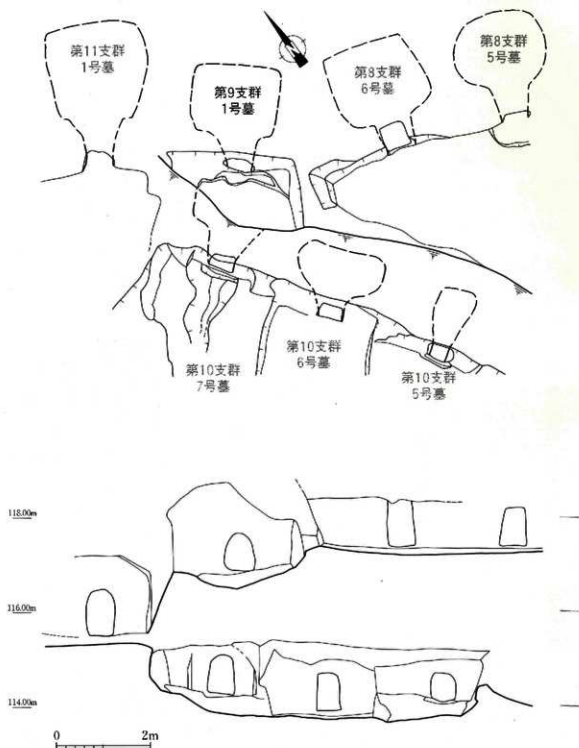 第11支群
1号墓
第9支群
1号墓
第8支群
6号墓
第8支群
5号墓
第10支群
7号墓
第10支群
6号墓
第10支群
5号墓
118.00m
116.00m
114.00m
0 2m